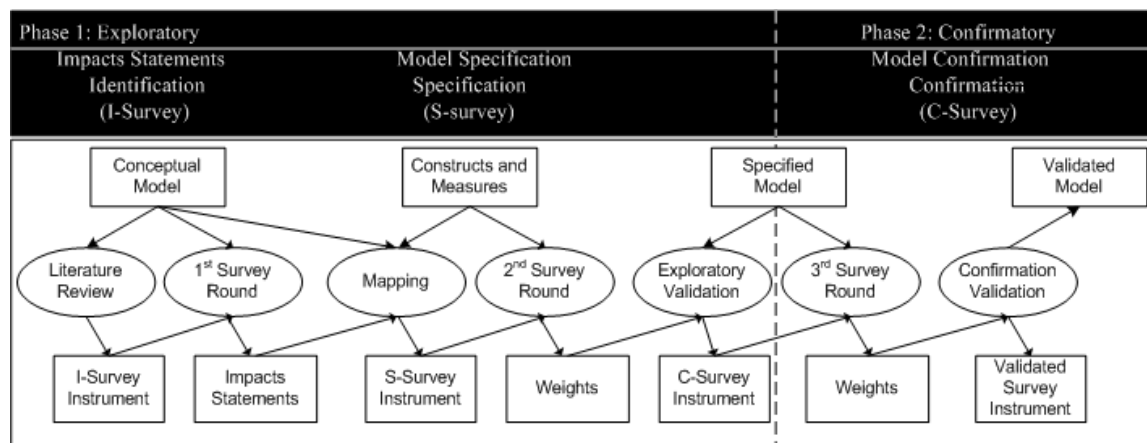 Phase 1: Exploratory
Phase 2: Confirmatory
Impacts Statements
Identification
(I-Survey)
Model Specification
Specification
(S-survey)
Model Confirmation
Confirmation
(C-Survey)
Conceptual
Model
Constructs and
Measures
Specified
Model
Validated
Model
Literature
Review
1st Survey
Round
Mapping
2nd Survey
Round
Exploratory
Validation
3rd Survey
Round
Confirmation
Validation
I-Survey
Instrument
Impacts
Statements
S-Survey
Instrument
Weights
C-Survey
Instrument
Weights
Validated
Survey
Instrument